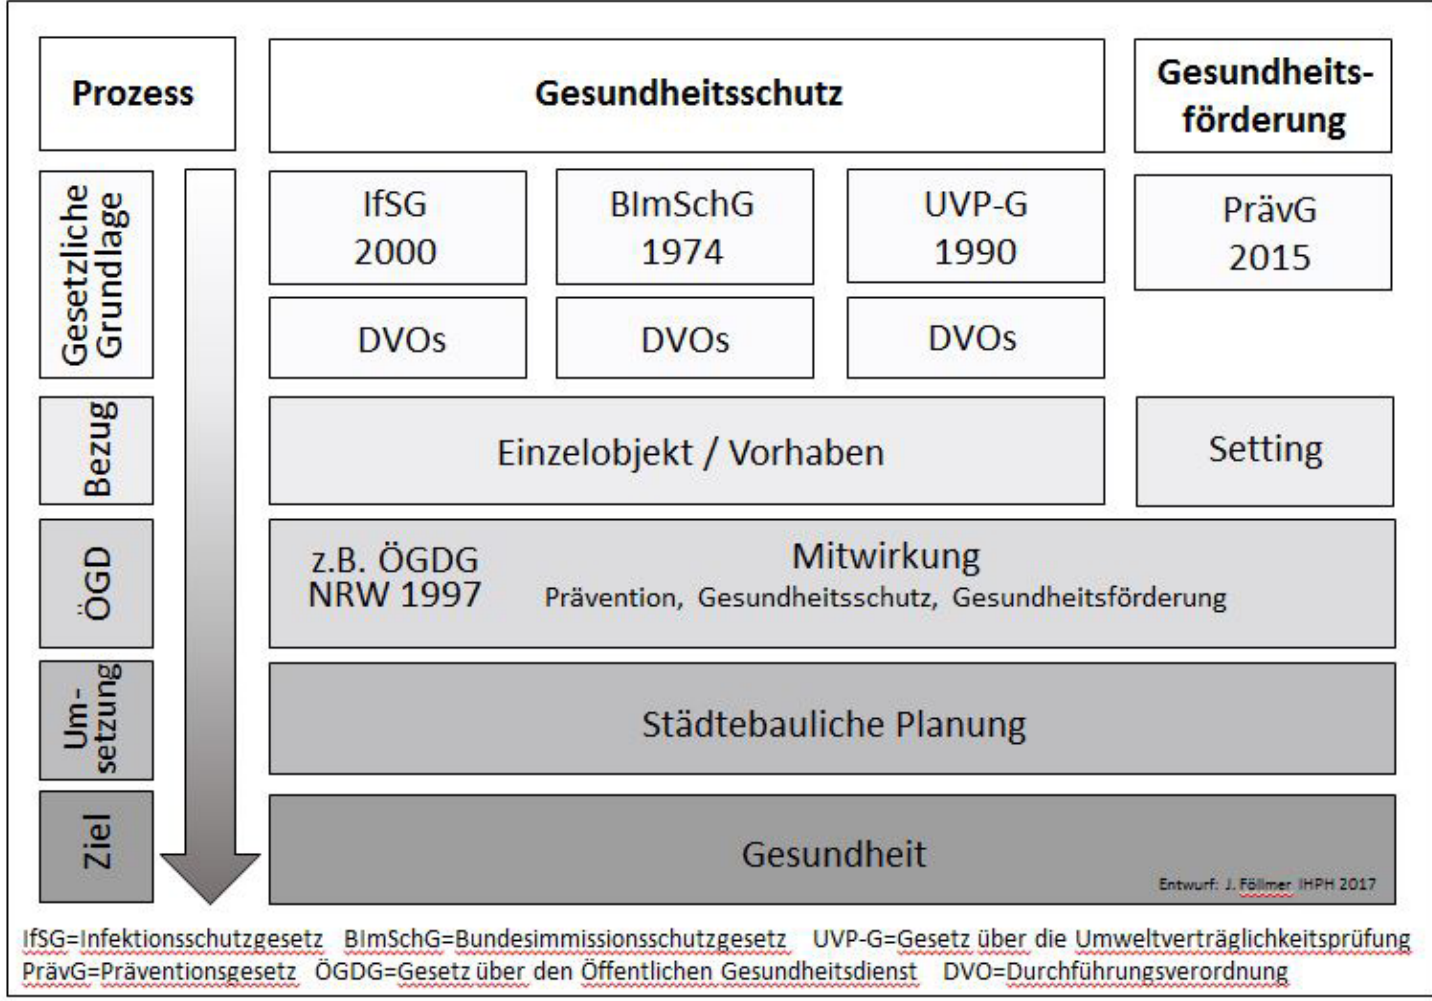 Prozess
Gesundheitsschutz
Gesundheits-
förderung
Gesetzliche
Grundlage
IfSG
2000
BImSchG
1974
UVP-G
1990
PrävG
2015
DVOs
DVOs
DVOs
Bezug
Einzelobjekt / Vorhaben
Setting
ÖGD
z.B. ÖGDG
NRW 1997
Mitwirkung
Prävention, Gesundheitsschutz, Gesundheitsförderung
Um-
setzung
Städtebauliche Planung
Ziel
Gesundheit
Entwurf: J. Föllmer IHPH 2017
IfSG=Infektionsschutzgesetz BImSchG=Bundesimmissionsschutzgesetz UVP-G=Gesetz über die Umweltverträglichkeitsprüfung
PrävG=Präventionsgesetz ÖGDG=Gesetz über den Öffentlichen Gesundheitsdienst DVO=Durchführungsverordnung